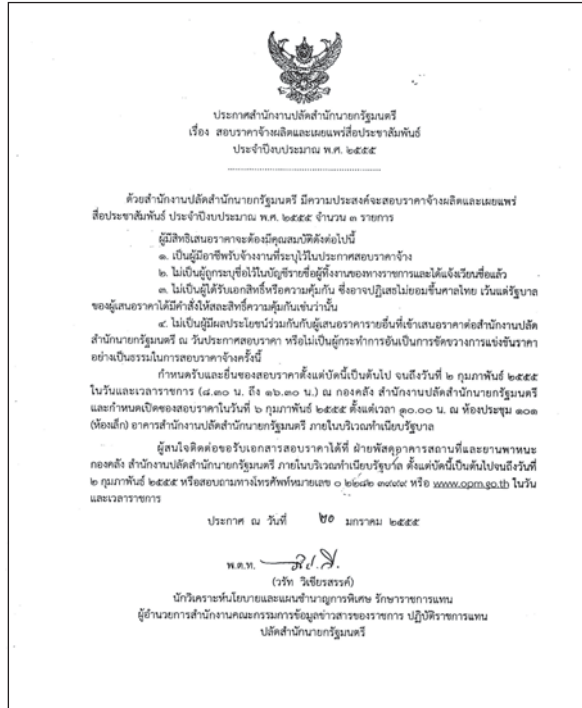 ประกาศสำนักงานปลัดสำนักนายกรัฐมนตรี
เรื่อง สอบราคาจ้างผลิตและเผยแพร่สื่อประชาสัมพันธ์
ประจำปีงบประมาณ พ.ศ. ๒๕๕๕
ด้วยสำนักงานปลัดสำนักนายกรัฐมนตรี มีความประสงค์จะสอบราคาจ้างผลิตและเผยแพร่
สื่อประชาสัมพันธ์ ประจำปีงบประมาณ พ.ศ. ๒๕๕๕ จำนวน ๓ รายการ
ผู้มีสิทธิเสนอราคาจะต้องมีคุณสมบัติดังต่อไปนี้
๑. เป็นผู้มีอาชีพรับจ้างงานที่ระบุไว้ในประกาศสอบราคาจ้าง
๒. ไม่เป็นผู้ถูกระบุชื่อไว้ในบัญชีรายชื่อผู้ทิ้งงานของทางราชการและได้แจ้งเวียนชื่อแล้ว
๓. ไม่เป็นผู้ได้รับเอกสิทธิ์หรือความคุ้มกัน ซึ่งอาจปฏิเสธไม่ยอมขึ้นศาลไทย เว้นแต่รัฐบาล
ของผู้เสนอราคาได้มีคำสั่งให้สละสิทธิ์ความคุ้มกันเช่นว่านั้น
๔. ไม่เป็นผู้มีผลประโยชน์ร่วมกันกับผู้เสนอราคารายอื่นที่เข้าเสนอราคาต่อสำนักงานปลัด
สำนักนายกรัฐมนตรี ณ วันประกาศสอบราคา หรือไม่เป็นผู้กระทำการอันเป็นการขัดขวางการแข่งขันราคา
อย่างเป็นธรรมในการสอบราคาจ้างครั้งนี้
กำหนดรับและยื่นซองสอบราคาตั้งแต่บัดนี้เป็นต้นไป จนถึงวันที่ ๒ กุมภาพันธ์ ๒๕๕๕
ในวันและเวลาราชการ (๘.๓๐ น. ถึง ๑๖.๓๐ น.) ณ กองคลัง สำนักงานปลัดสำนักนายกรัฐมนตรี
และกำหนดเปิดซองสอบราคาในวันที่ ๖ กุมภาพันธ์ ๒๕๕๕ ตั้งแต่เวลา ๑๐.๐๐ น. ณ ห้องประชุม ๑๐๑
(ห้องเล็ก) อาคารสำนักงานปลัดสำนักนายกรัฐมนตรี ภายในบริเวณทำเนียบรัฐบาล
ผู้สนใจติดต่อขอรับเอกสารสอบราคาได้ที่ ฝ่ายพัสดุอาคารสถานที่และยานพาหนะ
กองคลัง สำนักงานปลัดสำนักนายกรัฐมนตรี ภายในบริเวณทำเนียบรัฐบาล ตั้งแต่บัดนี้เป็นต้นไปจนถึงวันที่
๒ กุมภาพันธ์ ๒๕๕๕ หรือสอบถามทางโทรศัพท์หมายเลข ๐ ๒๒๘๒ ๓๙๙๙ หรือ www.opm.go.th ในวัน
และเวลาราชการ
ประกาศ ณ วันที่ ๒๐ มกราคม ๒๕๕๕
พ.ต.ท.
(วรัท วิเชียรสรรค์)
นักวิเคราะห์นโยบายและแผนชำนาญการพิเศษ รักษาราชการแทน
ผู้อำนวยการสำนักงานคณะกรรมการข้อมูลข่าวสารของราชการ ปฏิบัติราชการแทน
ปลัดสำนักนายกรัฐมนตรี